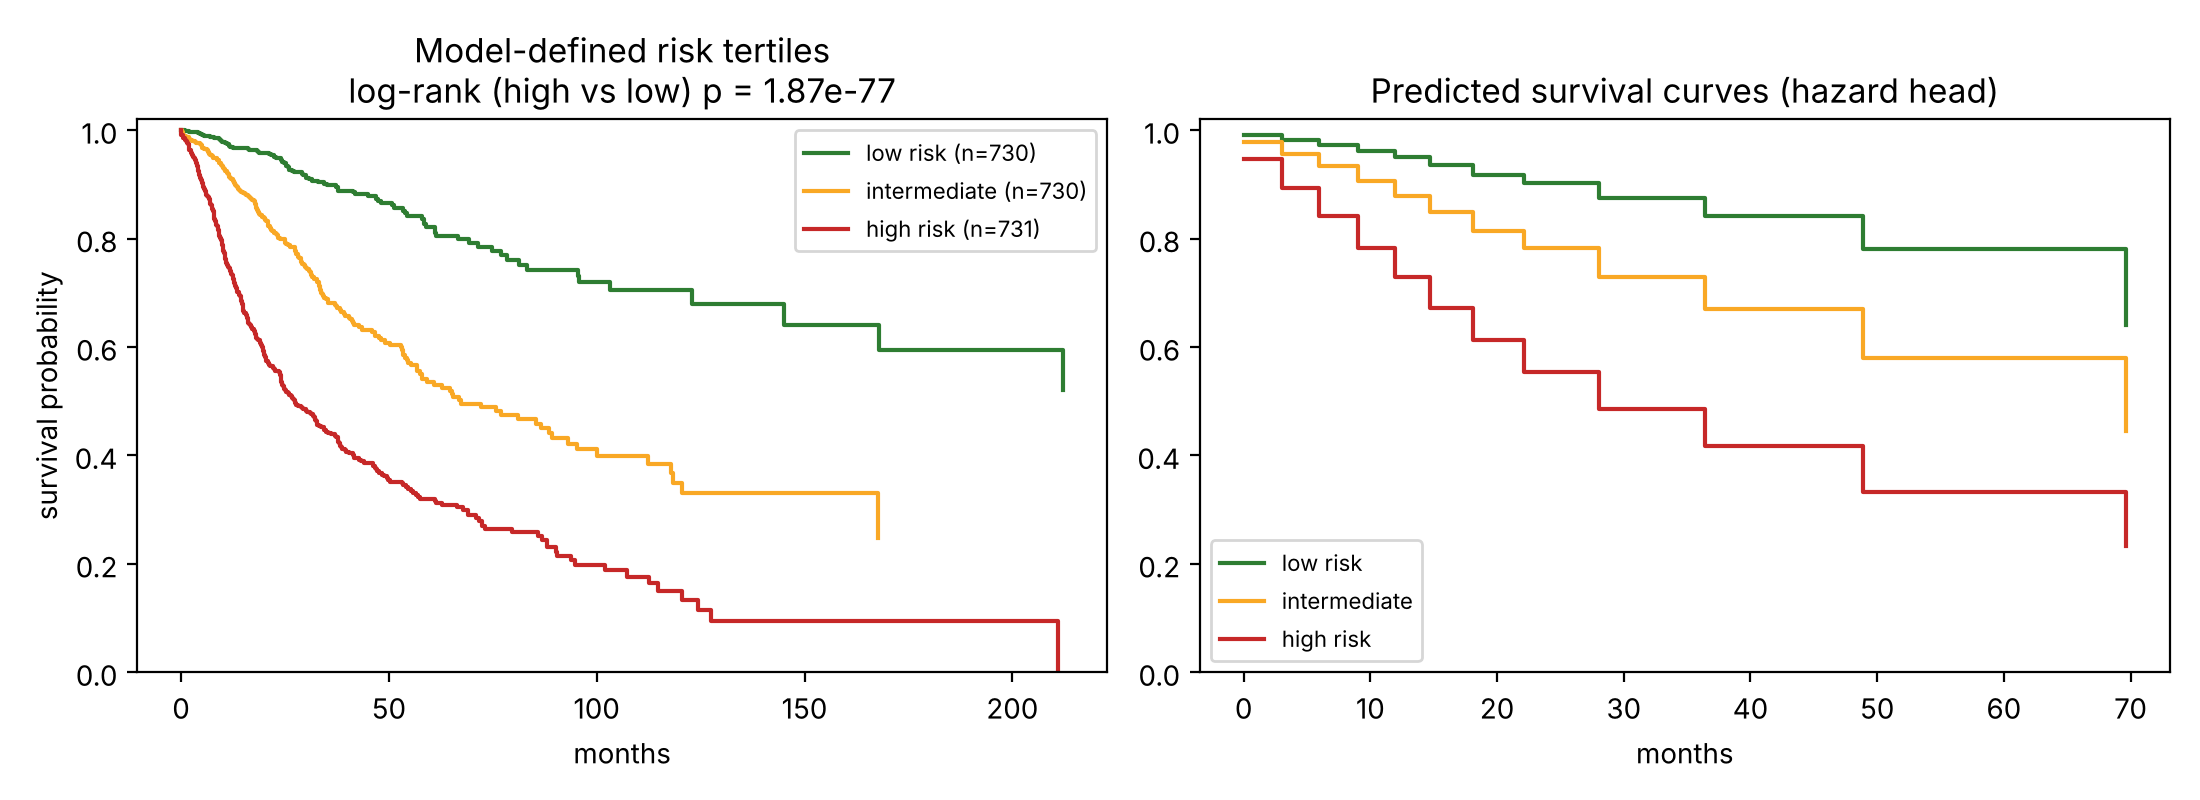 Model-defined risk tertiles
log-rank (high vs low) p = 1.87e-77
survival probability
1.0
0.8
0.6
0.4
0.2
0.0
low risk (n=730)
intermediate (n=730)
high risk (n=731)
0 50 100 150 200
months
Predicted survival curves (hazard head)
1.0
0.8
0.6
0.4
0.2
0.0
low risk
intermediate
high risk
0 10 20 30 40 50 60 70
months